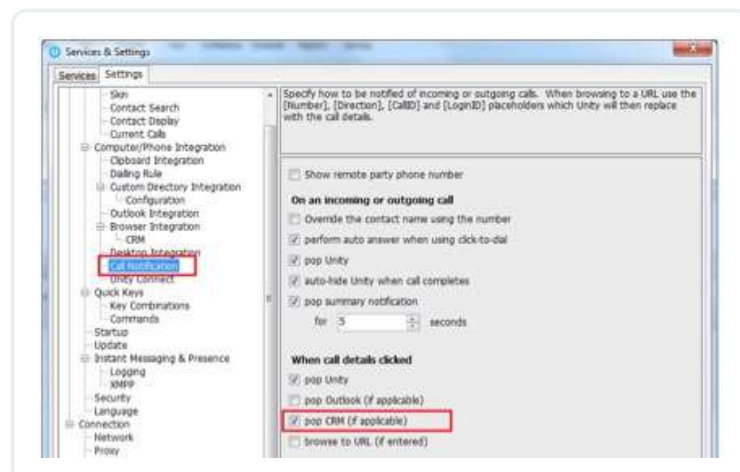 Services & Settings
Services
Settings
Skin
Contact Search
Contact Display
Current Calls
Computer/Phone Integration
Clipboard Integration
Dialing Rule
Custom Directory Integration
Configuration
Outlook Integration
Browser Integration
CRM
Desktop Integration
Call Notification
Unity Connect
Quick Keys
Key Combinations
Commands
Startup
Update
Instant Messaging & Presence
Logging
XMPP
Security
Language
Connection
Network
Proxy
Specify how to be notified of incoming or outgoing calls. When browsing to a URL use the
[Number], [Direction], [CallID] and [LoginID] placeholders which Unity will then replace
with the call details.
Show remote party phone number
On an incoming or outgoing call
Override the contact name using the number
perform auto answer when using click-to-dial
pop Unity
auto-hide Unity when call completes
pop summary notification
for 5 seconds
When call details clicked
pop Unity
pop Outlook (if applicable)
pop CRM (if applicable)
browse to URL (if entered)